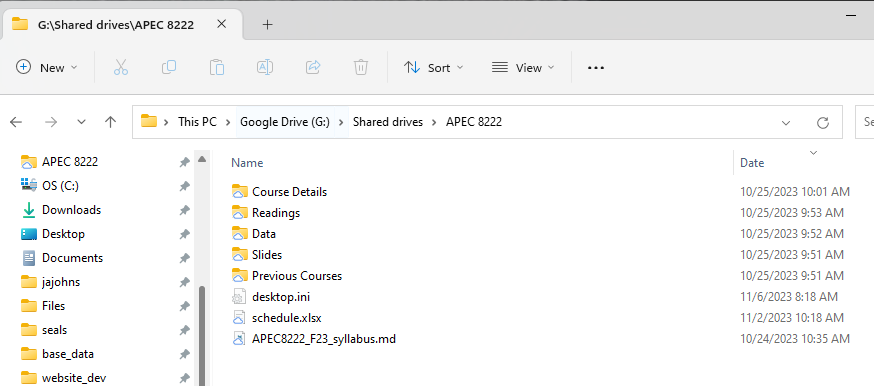 G:\Shared drives\APEC 8222
New
Sort
View
This PC > Google Drive (G:) > Shared drives > APEC 8222
Se
APEC 8222
OS (C:)
Downloads
Desktop
Documents
jajohns
Files
seals
base_data
website_dev
Name Date
Course Details 10/25/2023 10:01 AM
Readings 10/25/2023 9:53 AM
Data 10/25/2023 9:52 AM
Slides 10/25/2023 9:51 AM
Previous Courses 10/25/2023 9:51 AM
desktop.ini 11/6/2023 8:18 AM
schedule.xlsx 11/2/2023 10:18 AM
APEC8222_F23_syllabus.md 10/24/2023 10:35 AM